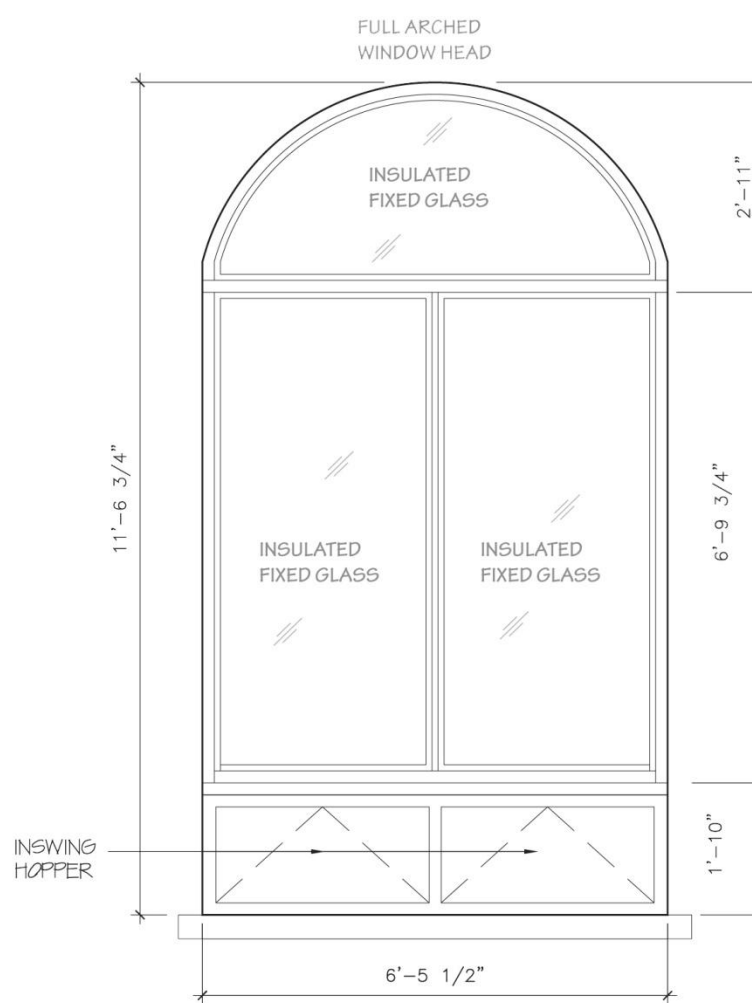 FULL ARCHED
WINDOW HEAD
INSULATED
FIXED GLASS
2'-11"
11'-6 3/4"
6'-9 3/4"
INSULATED
FIXED GLASS
INSULATED
FIXED GLASS
INSWING
HOPPER
1'-10"
6'-5 1/2"